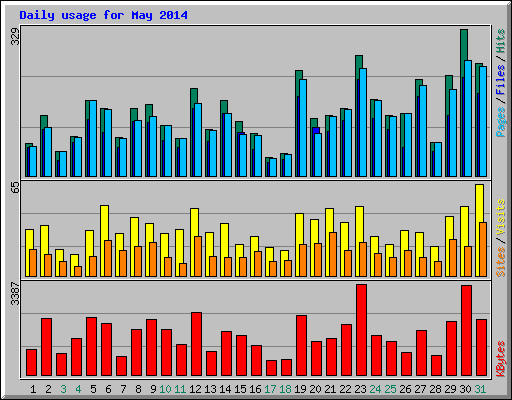 Daily usage for May 2014
329
Pages / Files / Hits
65
Sites / Visits
3387
KBytes
1 2 3 4 5 6 7 8 9 10 11 12 13 14 15 16 17 18 19 20 21 22 23 24 25 26 27 28 29 30 31